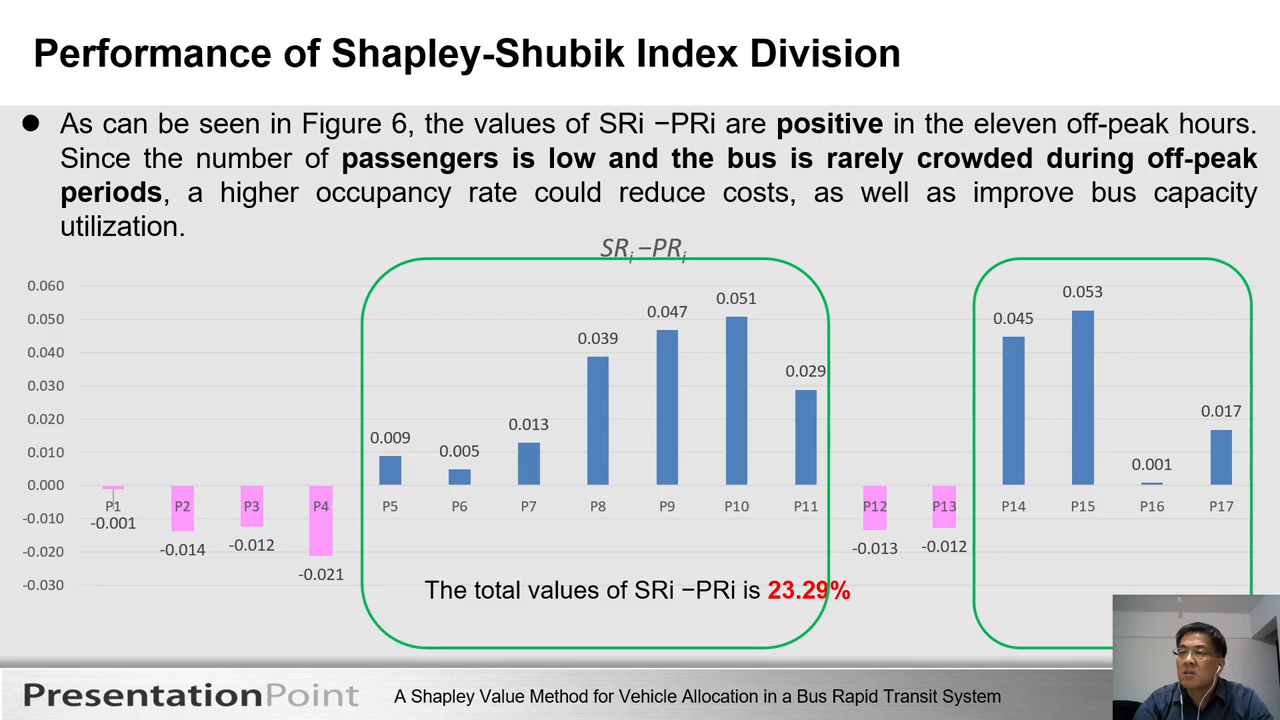 Performance of Shapley-Shubik Index Division
● As can be seen in Figure 6, the values of SRi −PRi are positive in the eleven off-peak hours.
Since the number of passengers is low and the bus is rarely crowded during off-peak
periods, a higher occupancy rate could reduce costs, as well as improve bus capacity
utilization.
SRi −PRi
0.060
0.050
0.040
0.030
0.020
0.010
0.000
-0.010
-0.020
-0.030
-0.001
-0.014
-0.012
-0.021
0.009
0.005
0.013
0.039
0.047
0.051
0.029
-0.013
-0.012
0.045
0.053
0.001
0.017
P1 P2 P3 P4 P5 P6 P7 P8 P9 P10 P11 P12 P13 P14 P15 P16 P17
The total values of SRi −PRi is 23.29%
PresentationPoint
A Shapley Value Method for Vehicle Allocation in a Bus Rapid Transit System